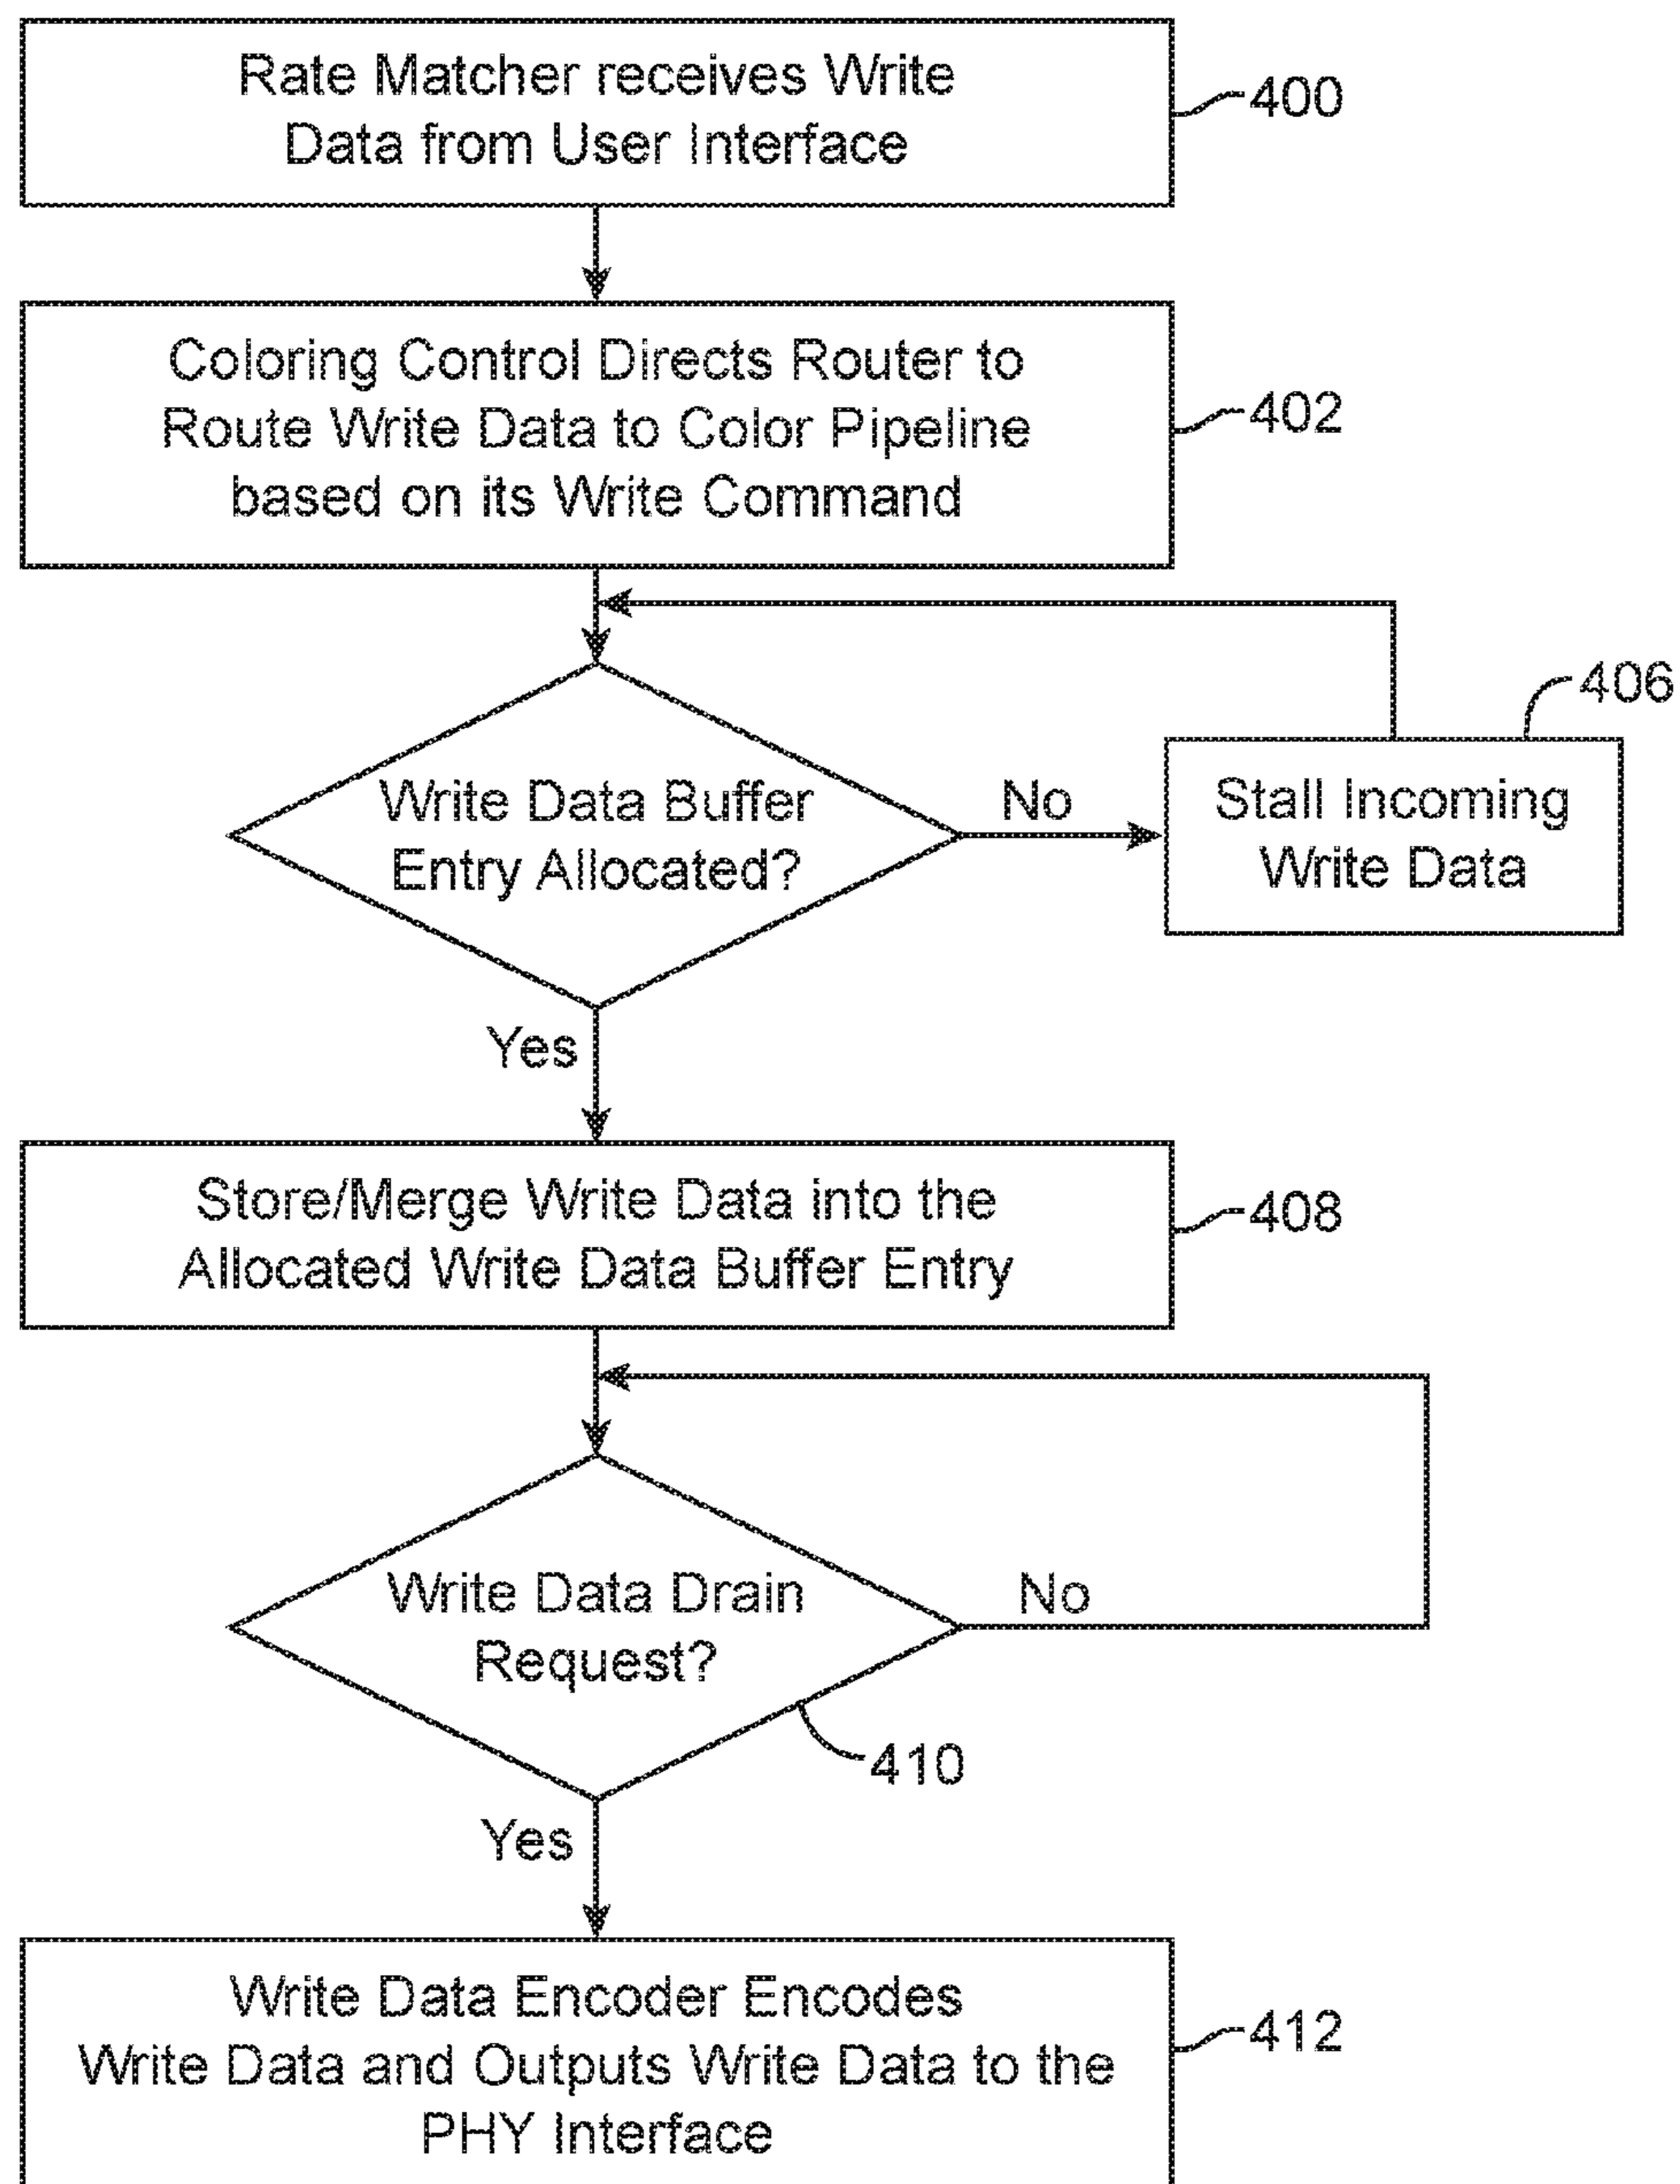 Rate Matcher receives Write
Data from User Interface
400
Coloring Control Directs Router to
Route Write Data to Color Pipeline
based on its Write Command
402
Write Data Buffer
Entry Allocated?
No
Stall Incoming
Write Data
406
Yes
Store/Merge Write Data into the
Allocated Write Data Buffer Entry
408
Write Data Drain
Request?
No
410
Yes
Write Data Encoder Encodes
Write Data and Outputs Write Data to the
PHY Interface
412